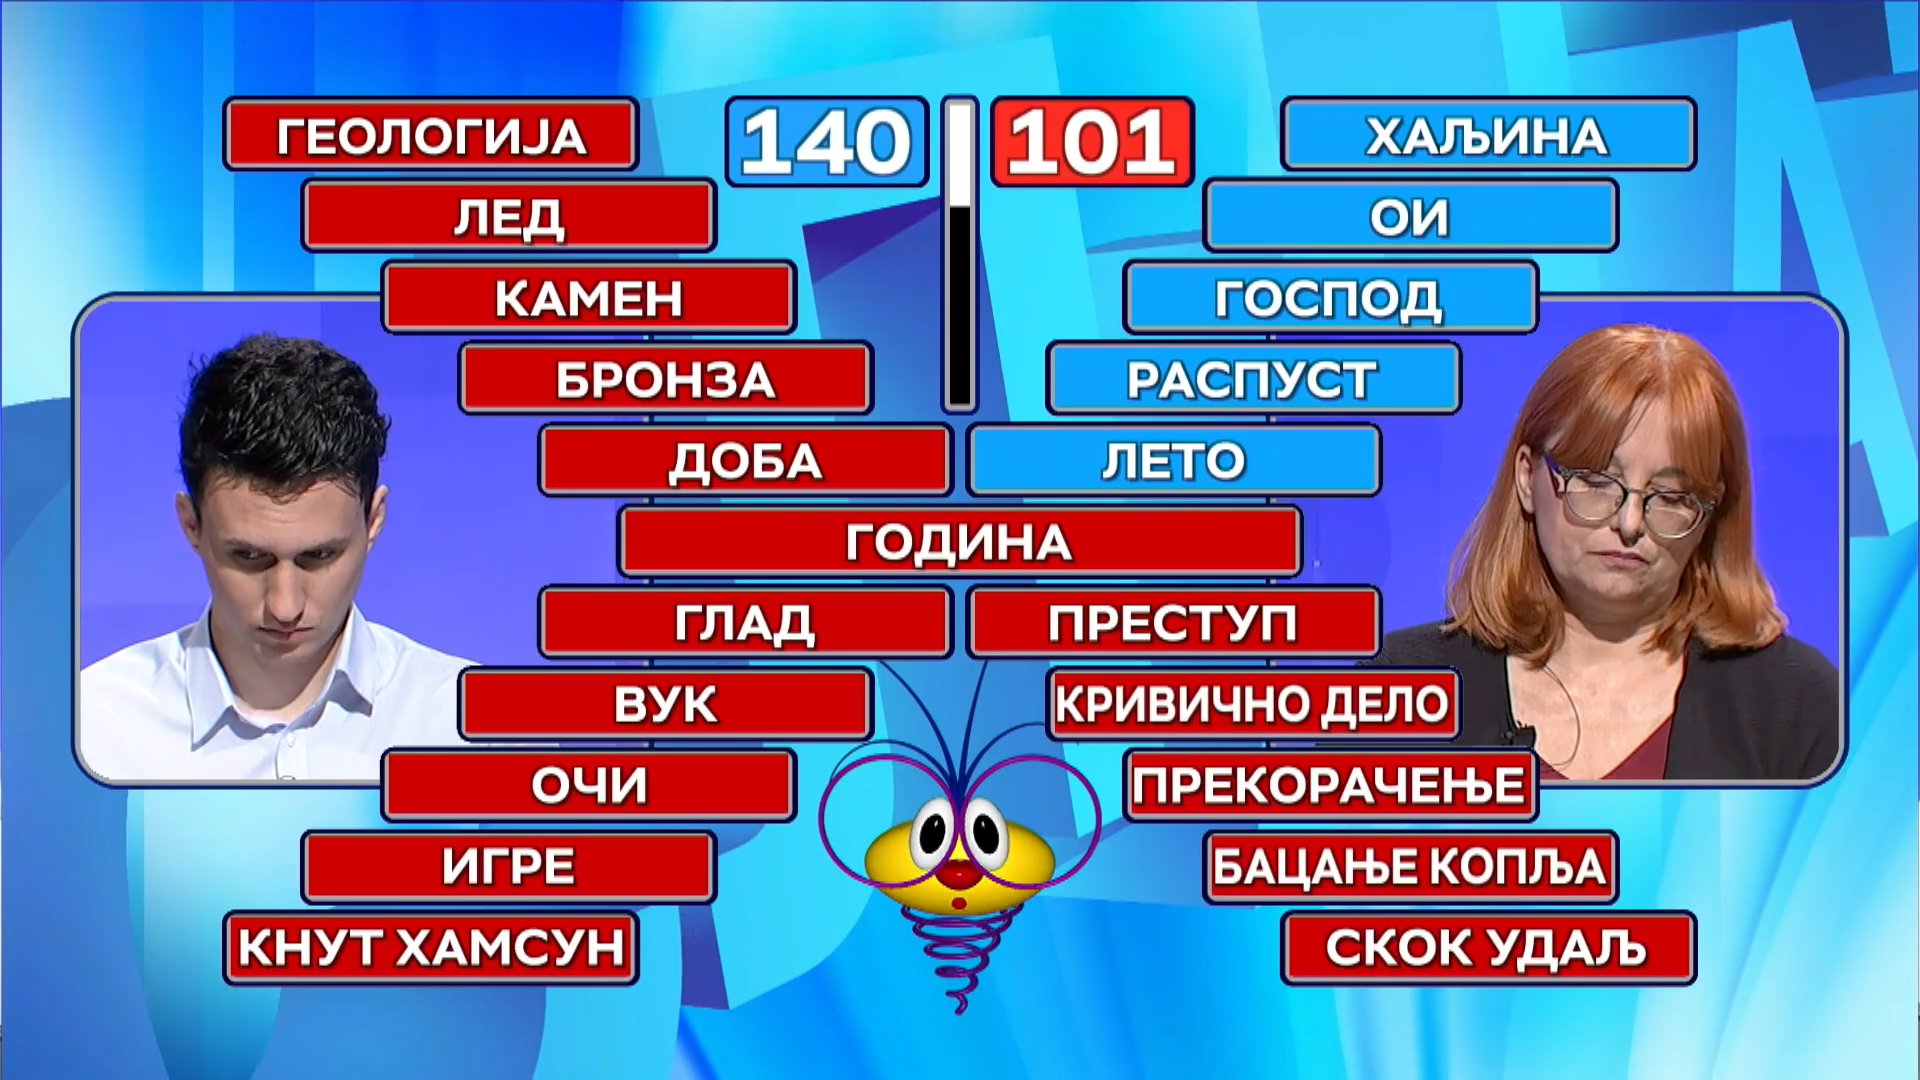 ГЕОЛОГИЈА
ЛЕД
КАМЕН
БРОНЗА
ДОБА
140
101
ХАЉИНА
ОИ
ГОСПОД
РАСПУСТ
ЛЕТО
ГОДИНА
ГЛАД
ВУК
ОЧИ
ИГРЕ
КНУТ ХАМСУН
ПРЕСТУП
КРИВИЧНО ДЕЛО
ПРЕКОРАЧЕЊЕ
БАЦАЊЕ КОПЉА
СКОК УДАЉ